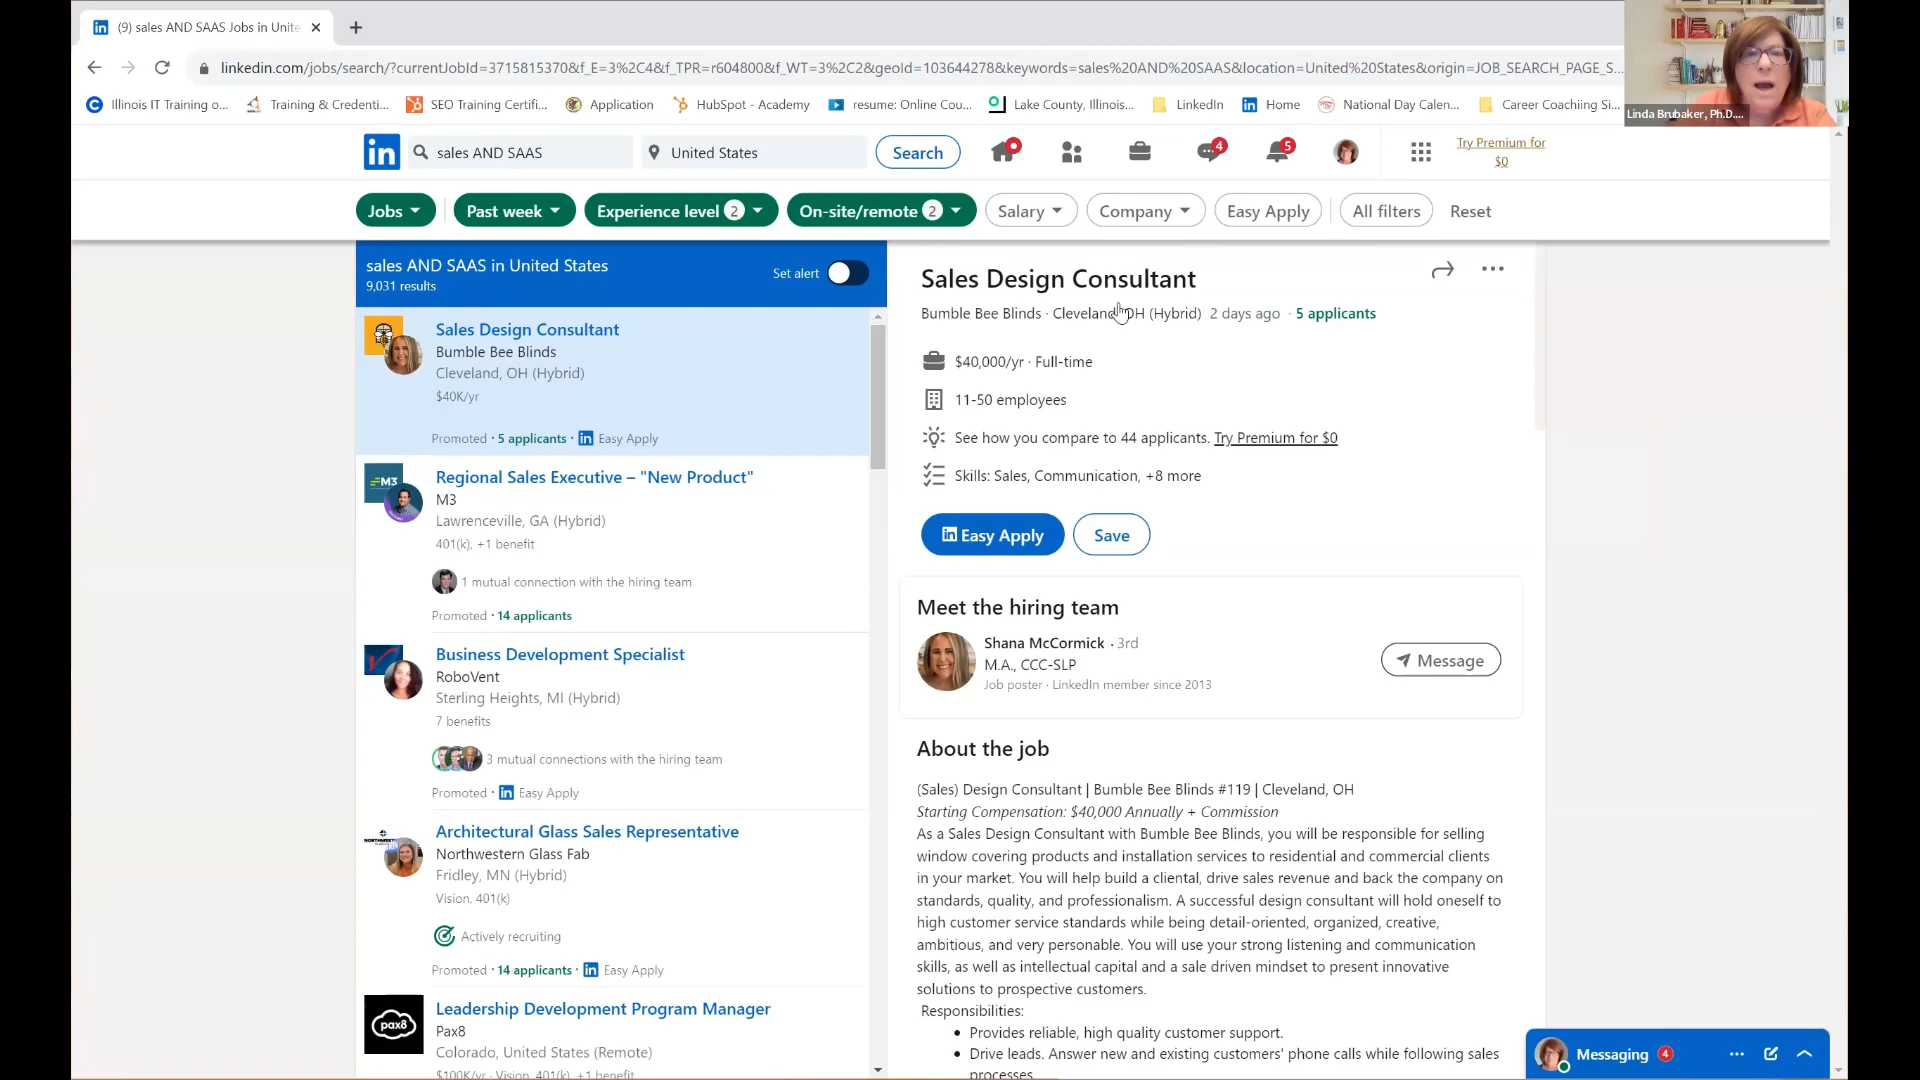 (9) sales AND SAAS Jobs in Unite
linkedin.com/jobs/search/?currentJobId=3715815370&f_E=3%2C4&f_TPR=r604800&f_WT=3%2C2&geoId=103644278&keywords=sales%20AND%20SAAS&location=United%20States&origin=JOB_SEARCH_PAGE_S...
Linda Brubaker, Ph.D....
Illinois IT Training o... Training & Credenti... SEO Training Certifi... Application HubSpot - Academy resume: Online Cou... Lake County, Illinois... LinkedIn Home National Day Calen... Career Coachiing Si...
in sales AND SAAS United States Search 4 5 Try Premium for
$0
Jobs Past week Experience level 2 On-site/remote 2 Salary Company Easy Apply All filters Reset
sales AND SAAS in United States
9,031 results
Set alert
Sales Design Consultant
Bumble Bee Blinds
Cleveland, OH (Hybrid)
$40K/yr
Promoted · 5 applicants · Easy Apply
M3
Regional Sales Executive – "New Product"
M3
Lawrenceville, GA (Hybrid)
401(k), +1 benefit
1 mutual connection with the hiring team
Promoted · 14 applicants
Business Development Specialist
RoboVent
Sterling Heights, MI (Hybrid)
7 benefits
3 mutual connections with the hiring team
Promoted · Easy Apply
Architectural Glass Sales Representative
Northwestern Glass Fab
Fridley, MN (Hybrid)
Vision, 401(k)
Actively recruiting
Promoted · 14 applicants · Easy Apply
pax8
Leadership Development Program Manager
Pax8
Colorado, United States (Remote)
$100K/yr · Vision, 401(k), +1 benefit
Sales Design Consultant
Bumble Bee Blinds · Cleveland, OH (Hybrid) 2 days ago · 5 applicants
$40,000/yr · Full-time
11-50 employees
See how you compare to 44 applicants. Try Premium for $0
Skills: Sales, Communication, +8 more
Easy Apply Save
Meet the hiring team
Shana McCormick · 3rd
M.A., CCC-SLP
Job poster · LinkedIn member since 2013
Message
About the job
(Sales) Design Consultant | Bumble Bee Blinds #119 | Cleveland, OH
Starting Compensation: $40,000 Annually + Commission
As a Sales Design Consultant with Bumble Bee Blinds, you will be responsible for selling
window covering products and installation services to residential and commercial clients
in your market. You will help build a cliental, drive sales revenue and back the company on
standards, quality, and professionalism. A successful design consultant will hold oneself to
high customer service standards while being detail-oriented, organized, creative,
ambitious, and very personable. You will use your strong listening and communication
skills, as well as intellectual capital and a sale driven mindset to present innovative
solutions to prospective customers.
Responsibilities:
• Provides reliable, high quality customer support.
• Drive leads. Answer new and existing customers' phone calls while following sales
processes.
Messaging 4